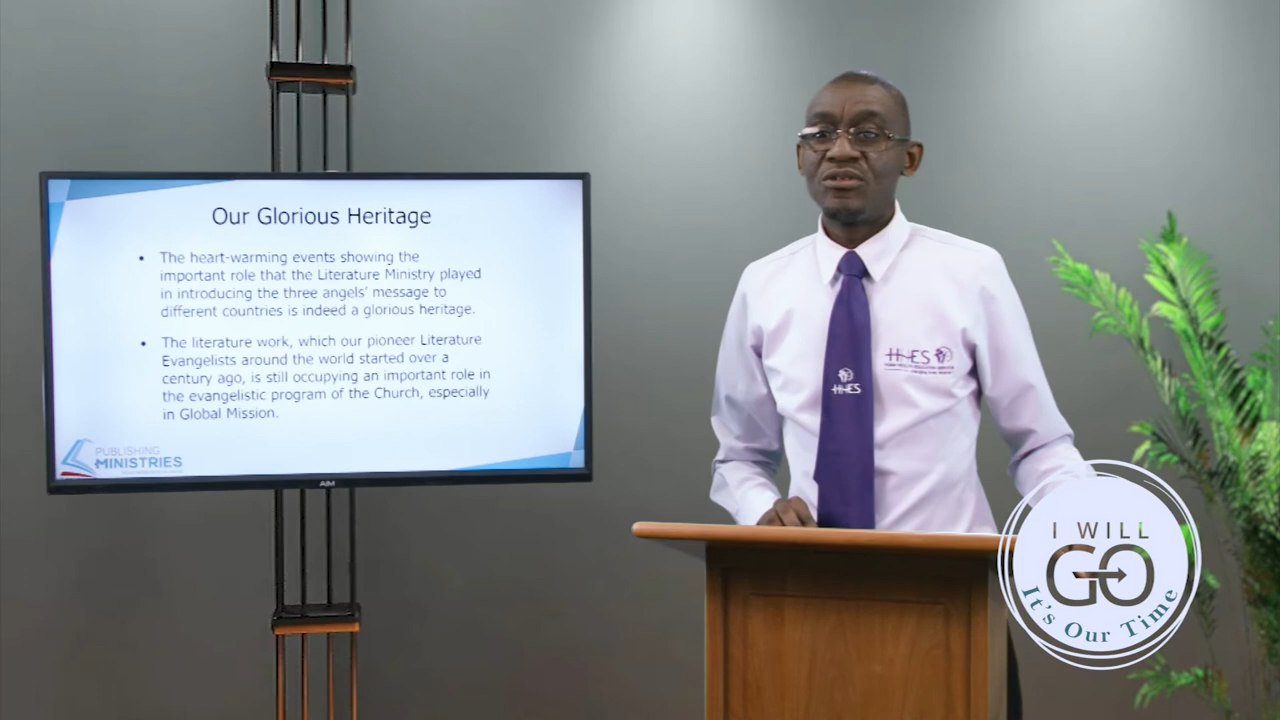 Our Glorious Heritage
• The heart-warming events showing the
important role that the Literature Ministry played
in introducing the three angels' message to
different countries is indeed a glorious heritage.
• The literature work, which our pioneer Literature
Evangelists around the world started over a
century ago, is still occupying an important role in
the evangelistic program of the Church, especially
in Global Mission.
PUBLISHING
MINISTRIES
AIM
HHES
HHES
I WILL
GO
It's Our Time